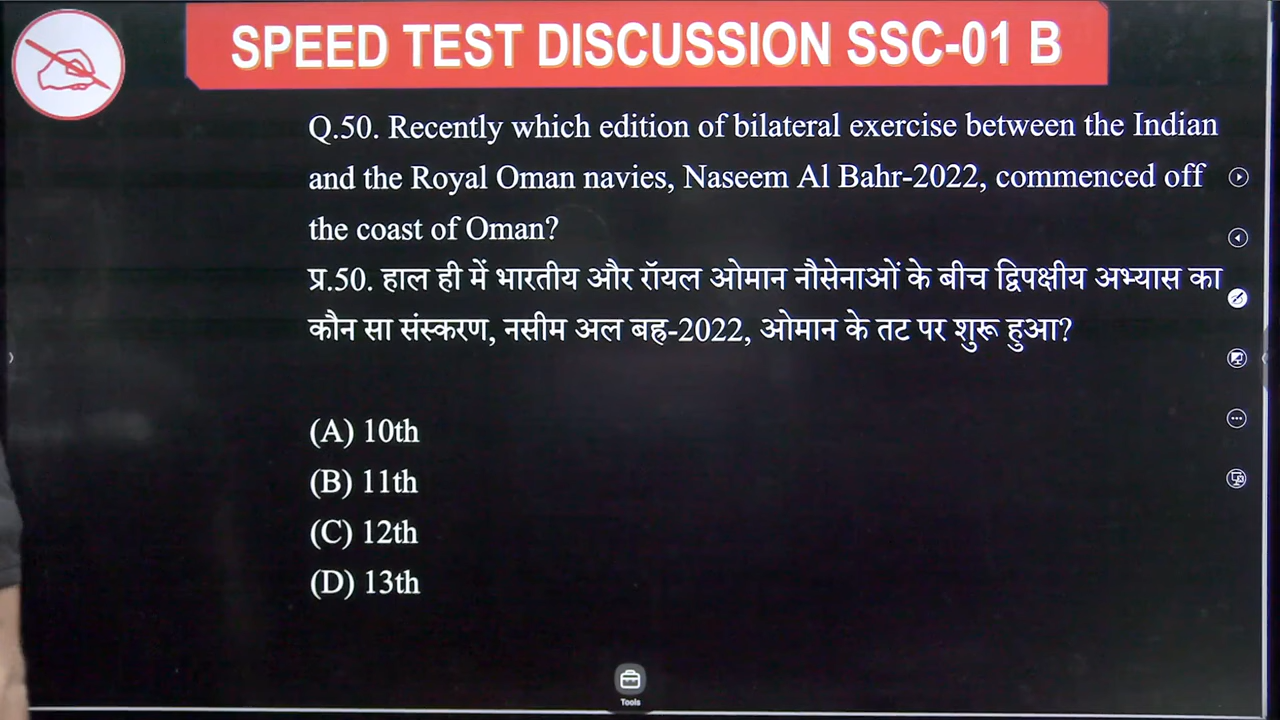 SPEED TEST DISCUSSION SSC-01 B
Q.50. Recently which edition of bilateral exercise between the Indian
and the Royal Oman navies, Naseem Al Bahr-2022, commenced off
the coast of Oman?
प्र.50. हाल ही में भारतीय और रॉयल ओमान नौसेनाओं के बीच द्विपक्षीय अभ्यास का
कौन सा संस्करण, नसीम अल बह्र-2022, ओमान के तट पर शुरू हुआ?
(A) 10th
(B) 11th
(C) 12th
(D) 13th
Tools